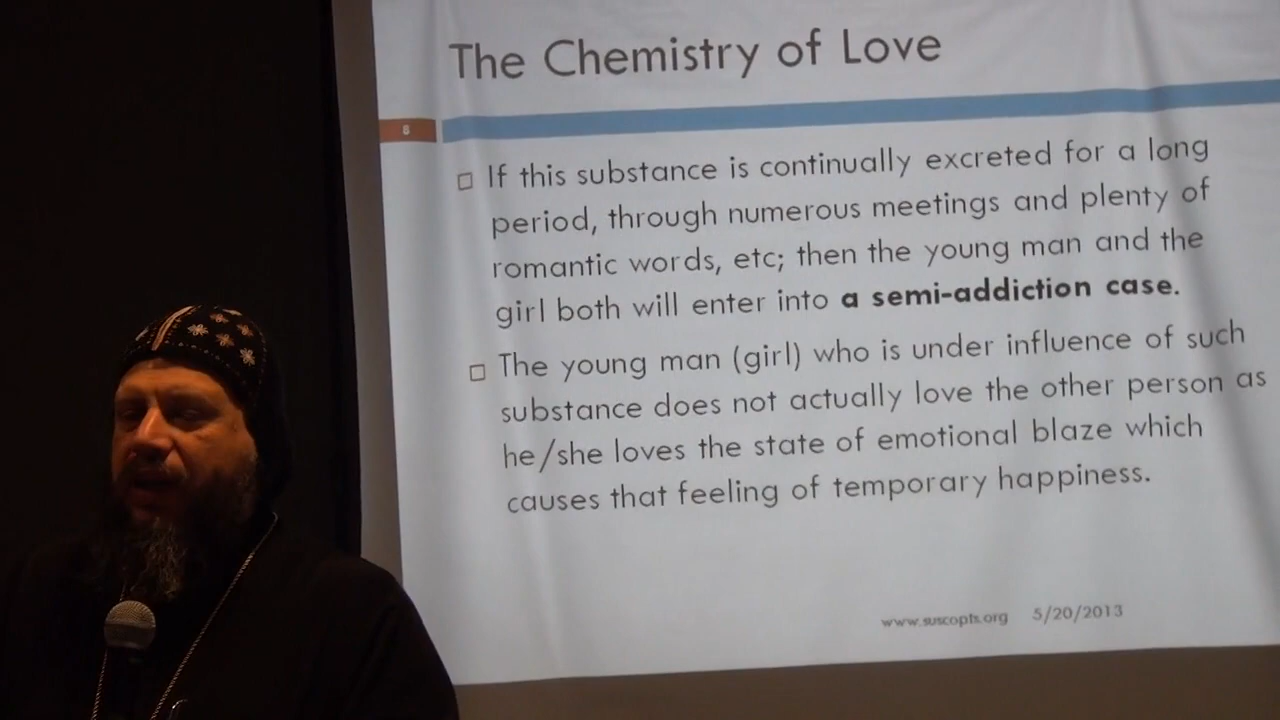 The Chemistry of Love
8
If this substance is continually excreted for a long
period, through numerous meetings and plenty of
romantic words, etc; then the young man and the
girl both will enter into a semi-addiction case.
The young man (girl) who is under influence of such
substance does not actually love the other person as
he/she loves the state of emotional blaze which
causes that feeling of temporary happiness.
www.suscopts.org 5/20/2013